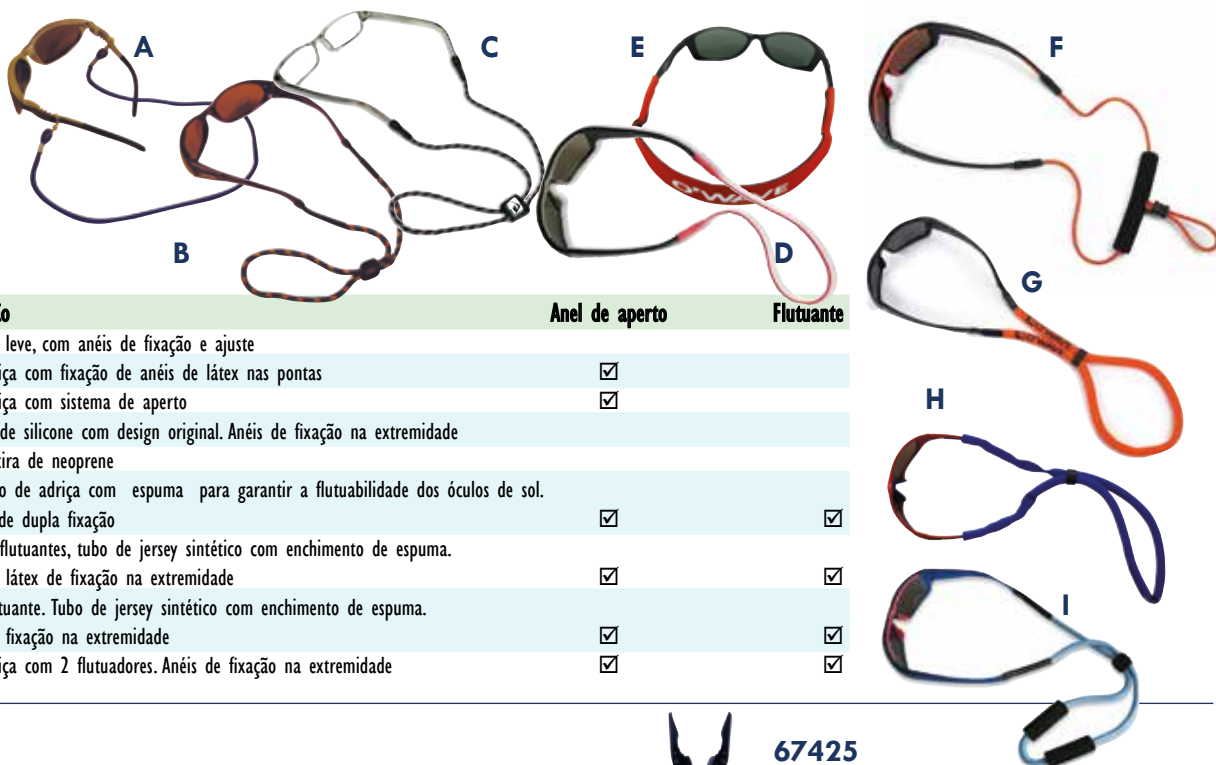 A
C
E
F
B
D
G
H
I
Anel de aperto Flutuante
leve, com anéis de fixação e ajuste
com fixação de anéis de látex nas pontas ☑
com sistema de aperto ☑
de silicone com design original. Anéis de fixação na extremidade
tira de neoprene
de adriça com espuma para garantir a flutuabilidade dos óculos de sol.
de dupla fixação ☑ ☑
flutuantes, tubo de jersey sintético com enchimento de espuma.
látex de fixação na extremidade ☑ ☑
Tubo de jersey sintético com enchimento de espuma.
fixação na extremidade ☑ ☑
com 2 flutuadores. Anéis de fixação na extremidade ☑ ☑
O'WAVE
67425